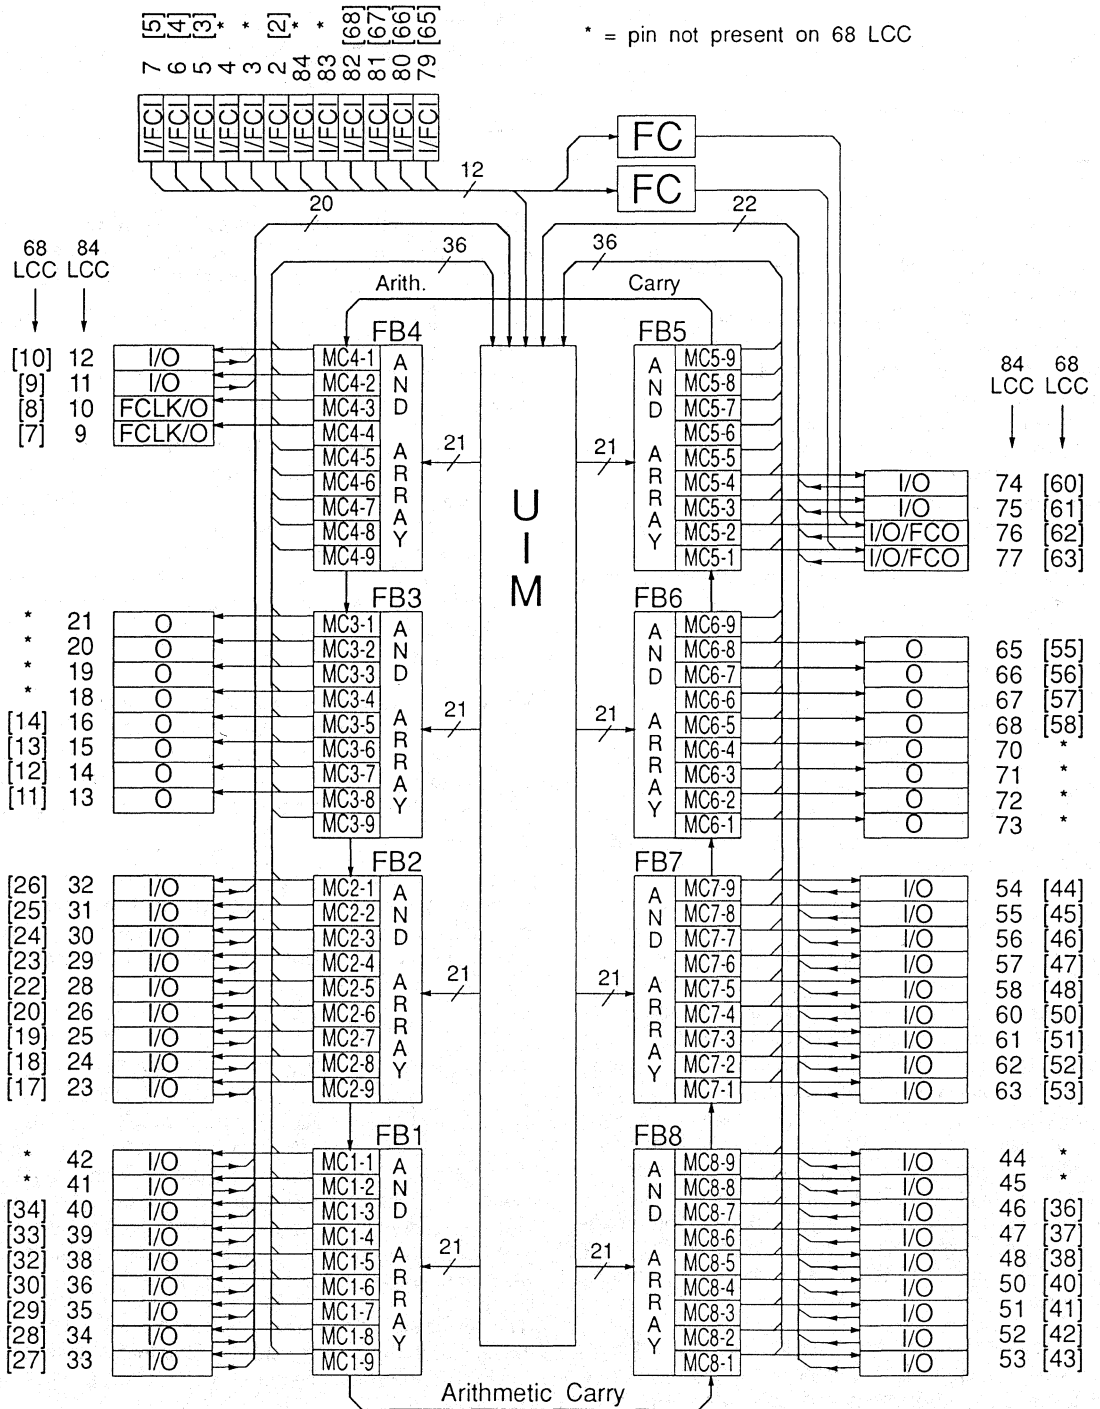 [5] [4] [3] * * [2] * * [68] [67] [66] [65]
7 6 5 4 3 2 84 83 82 81 80 79
I/FCI I/FCI I/FCI I/FCI I/FCI I/FCI I/FCI I/FCI I/FCI I/FCI I/FCI I/FCI
* = pin not present on 68 LCC
FC
FC
12
20
22
36
36
Arith. Carry
68 LCC
84 LCC
FB4
[10] 12 I/O MC4-1
[9] 11 I/O MC4-2
[8] 10 FCLK/O MC4-3
[7] 9 FCLK/O MC4-4
MC4-5
MC4-6
MC4-7
MC4-8
MC4-9
AND ARRAY
21
FB3
* 21 O MC3-1
* 20 O MC3-2
* 19 O MC3-3
* 18 O MC3-4
[14] 16 O MC3-5
[13] 15 O MC3-6
[12] 14 O MC3-7
[11] 13 O MC3-8
MC3-9
AND ARRAY
21
FB2
[26] 32 I/O MC2-1
[25] 31 I/O MC2-2
[24] 30 I/O MC2-3
[23] 29 I/O MC2-4
[22] 28 I/O MC2-5
[20] 26 I/O MC2-6
[19] 25 I/O MC2-7
[18] 24 I/O MC2-8
[17] 23 I/O MC2-9
AND ARRAY
21
FB1
* 42 I/O MC1-1
* 41 I/O MC1-2
[34] 40 I/O MC1-3
[33] 39 I/O MC1-4
[32] 38 I/O MC1-5
[30] 36 I/O MC1-6
[29] 35 I/O MC1-7
[28] 34 I/O MC1-8
[27] 33 I/O MC1-9
AND ARRAY
21
UIM
84 LCC
68 LCC
FB5
21
AND ARRAY
MC5-9
MC5-8
MC5-7
MC5-6
MC5-5
MC5-4 I/O 74 [60]
MC5-3 I/O 75 [61]
MC5-2 I/O/FCO 76 [62]
MC5-1 I/O/FCO 77 [63]
FB6
21
AND ARRAY
MC6-9
MC6-8 O 65 [55]
MC6-7 O 66 [56]
MC6-6 O 67 [57]
MC6-5 O 68 [58]
MC6-4 O 70 *
MC6-3 O 71 *
MC6-2 O 72 *
MC6-1 O 73 *
FB7
21
AND ARRAY
MC7-9 I/O 54 [44]
MC7-8 I/O 55 [45]
MC7-7 I/O 56 [46]
MC7-6 I/O 57 [47]
MC7-5 I/O 58 [48]
MC7-4 I/O 60 [50]
MC7-3 I/O 61 [51]
MC7-2 I/O 62 [52]
MC7-1 I/O 63 [53]
FB8
21
AND ARRAY
MC8-9 I/O 44 *
MC8-8 I/O 45 *
MC8-7 I/O 46 [36]
MC8-6 I/O 47 [37]
MC8-5 I/O 48 [38]
MC8-4 I/O 50 [40]
MC8-3 I/O 51 [41]
MC8-2 I/O 52 [42]
MC8-1 I/O 53 [43]
Arithmetic Carry